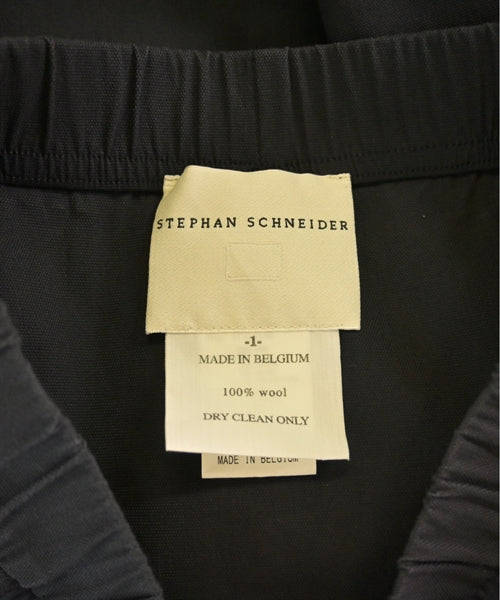 STEPHAN SCHNEIDER
-1-
MADE IN BELGIUM
100% wool
DRY CLEAN ONLY
MADE IN BELGIUM